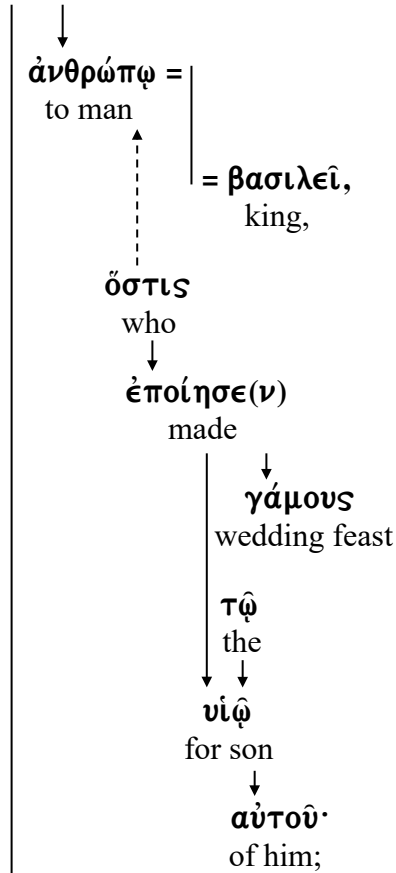 ἀνθρώπῳ =
to man
= βασιλεῖ,
king,
ὅστις
who
ἐποίησε(ν)
made
γάμους
wedding feast
τῷ
the
υἱῷ
for son
αὐτοῦ·
of him;